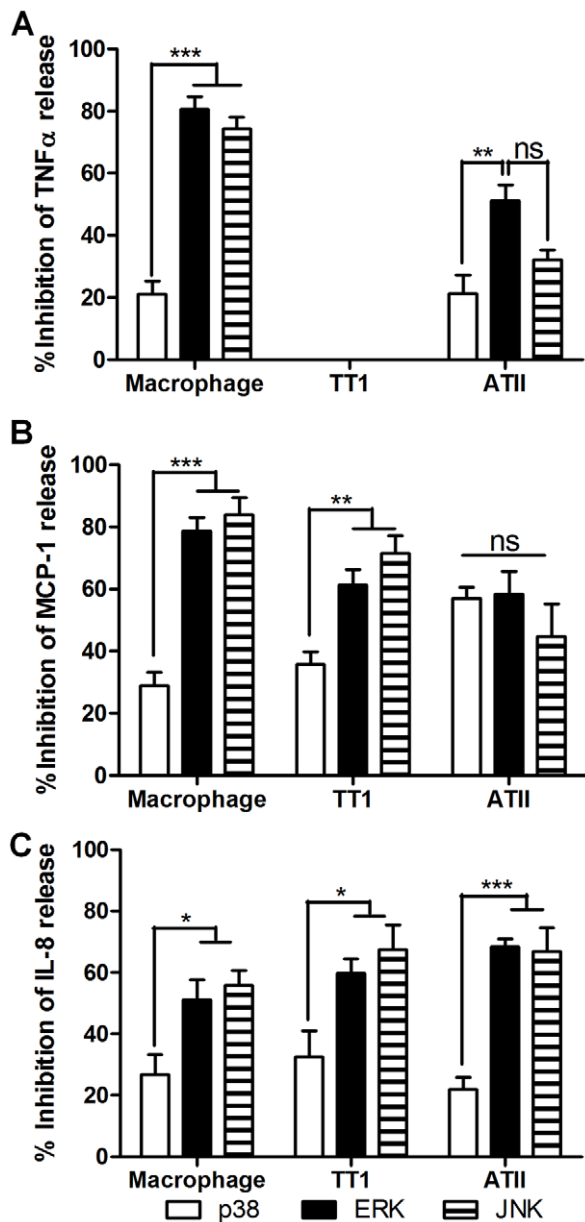 A
% Inhibition of TNFα release
100
80
60
40
20
0
***
**
ns
Macrophage TT1 ATII
B
% Inhibition of MCP-1 release
100
80
60
40
20
0
***
**
ns
Macrophage TT1 ATII
C
% Inhibition of IL-8 release
100
80
60
40
20
0
*
*
***
Macrophage TT1 ATII
p38 ERK JNK